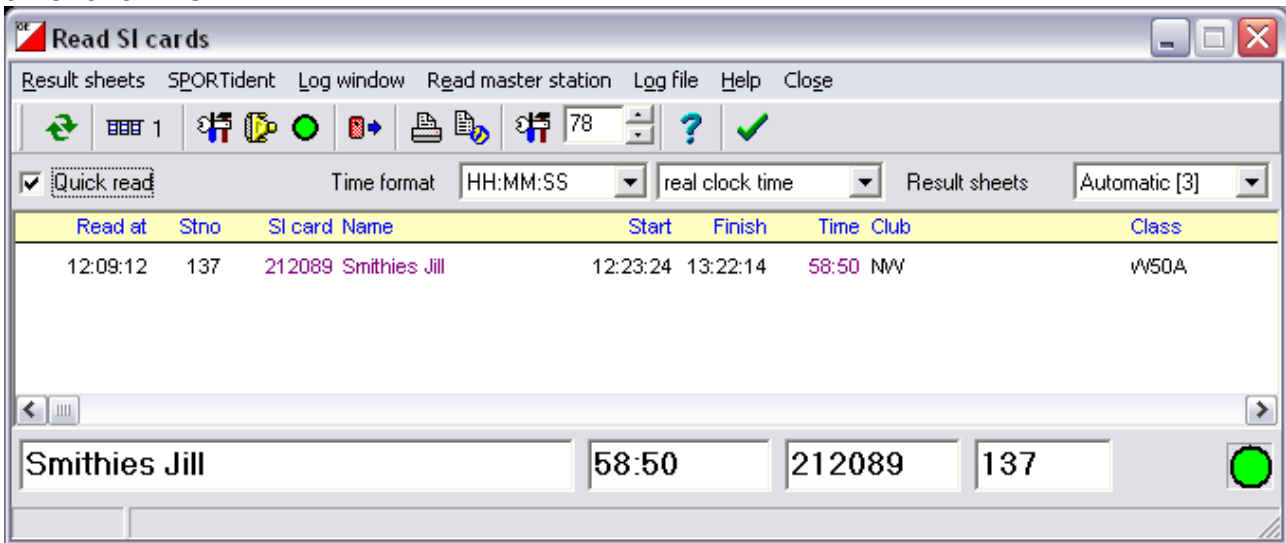 OE Read SI cards
Result sheets SPORTident Log window Read master station Log file Help Close
1 78 ?
Quick read Time format HH:MM:SS real clock time Result sheets Automatic [3]
Read at Stno SI card Name Start Finish Time Club Class
12:09:12 137 212089 Smithies Jill 12:23:24 13:22:14 58:50 NW W50A
Smithies Jill 58:50 212089 137